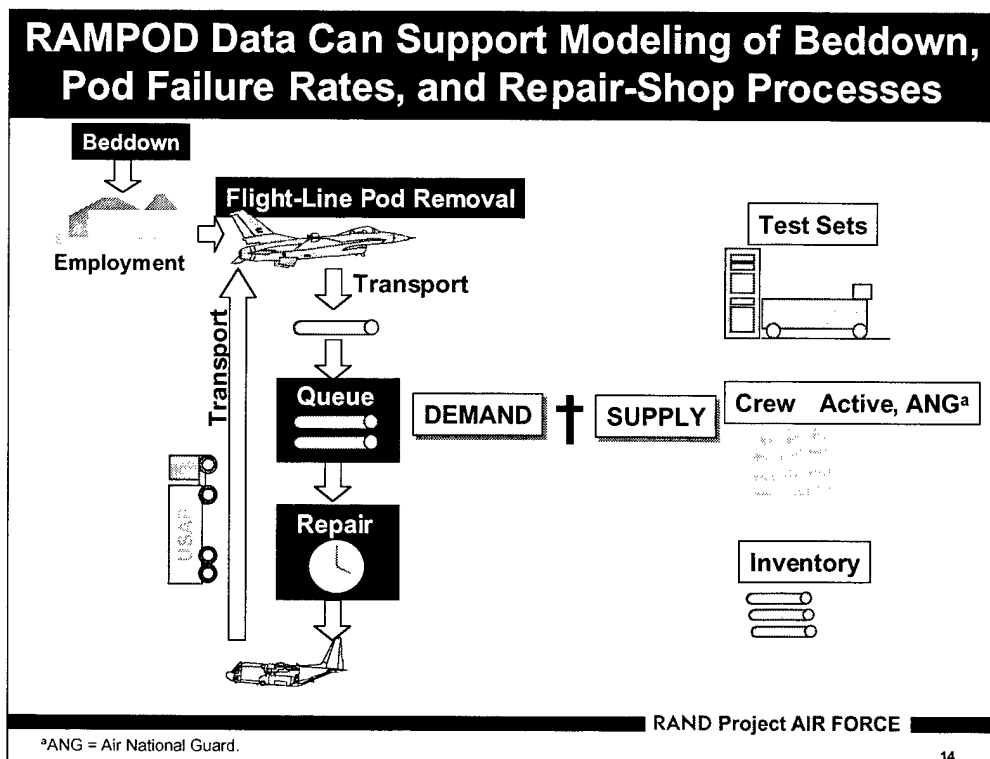 RAMPOD Data Can Support Modeling of Beddown,
Pod Failure Rates, and Repair-Shop Processes
Beddown
Employment
Flight-Line Pod Removal
Transport
Transport
Queue
Repair
USAF
DEMAND † SUPPLY
Test Sets
Crew Active, ANGᵃ
Inventory
RAND Project AIR FORCE
ᵃANG = Air National Guard.
14